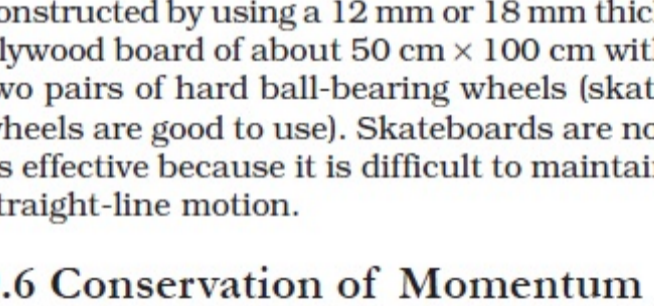 onstructed by using a 12 mm or 18 mm thic
lywood board of about 50 cm × 100 cm wit
wo pairs of hard ball-bearing wheels (skat
heels are good to use). Skateboards are no
s effective because it is difficult to maintai
traight-line motion.
.6 Conservation of Momentum